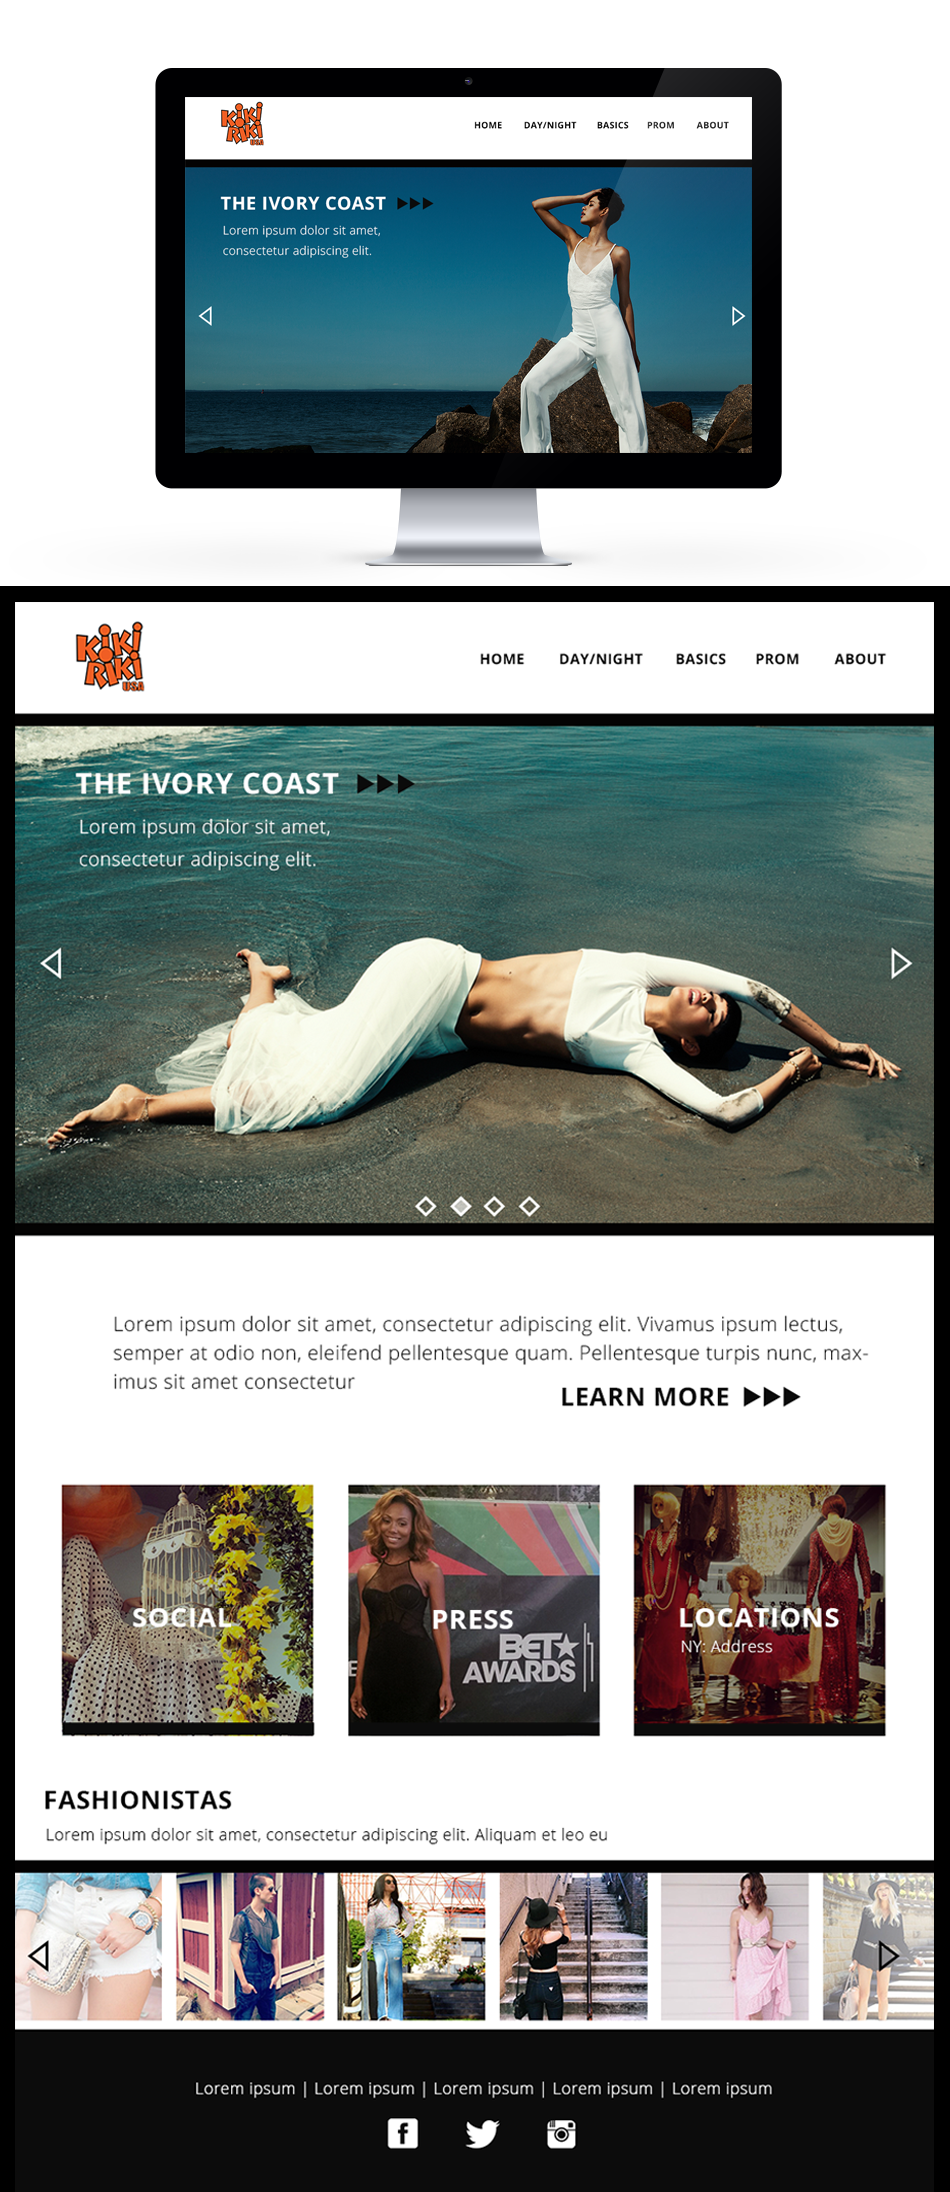 KiKi
RiKi
USA
HOME DAY/NIGHT BASICS PROM ABOUT
THE IVORY COAST
Lorem ipsum dolor sit amet,
consectetur adipiscing elit.
KiKi
RiKi
USA
HOME DAY/NIGHT BASICS PROM ABOUT
THE IVORY COAST
Lorem ipsum dolor sit amet,
consectetur adipiscing elit.
Lorem ipsum dolor sit amet, consectetur adipiscing elit. Vivamus ipsum lectus,
semper at odio non, eleifend pellentesque quam. Pellentesque turpis nunc, max-
imus sit amet consectetur
LEARN MORE
SOCIAL
PRESS
BET
AWARDS
LOCATIONS
NY: Address
FASHIONISTAS
Lorem ipsum dolor sit amet, consectetur adipiscing elit. Aliquam et leo eu
Lorem ipsum | Lorem ipsum | Lorem ipsum | Lorem ipsum | Lorem ipsum